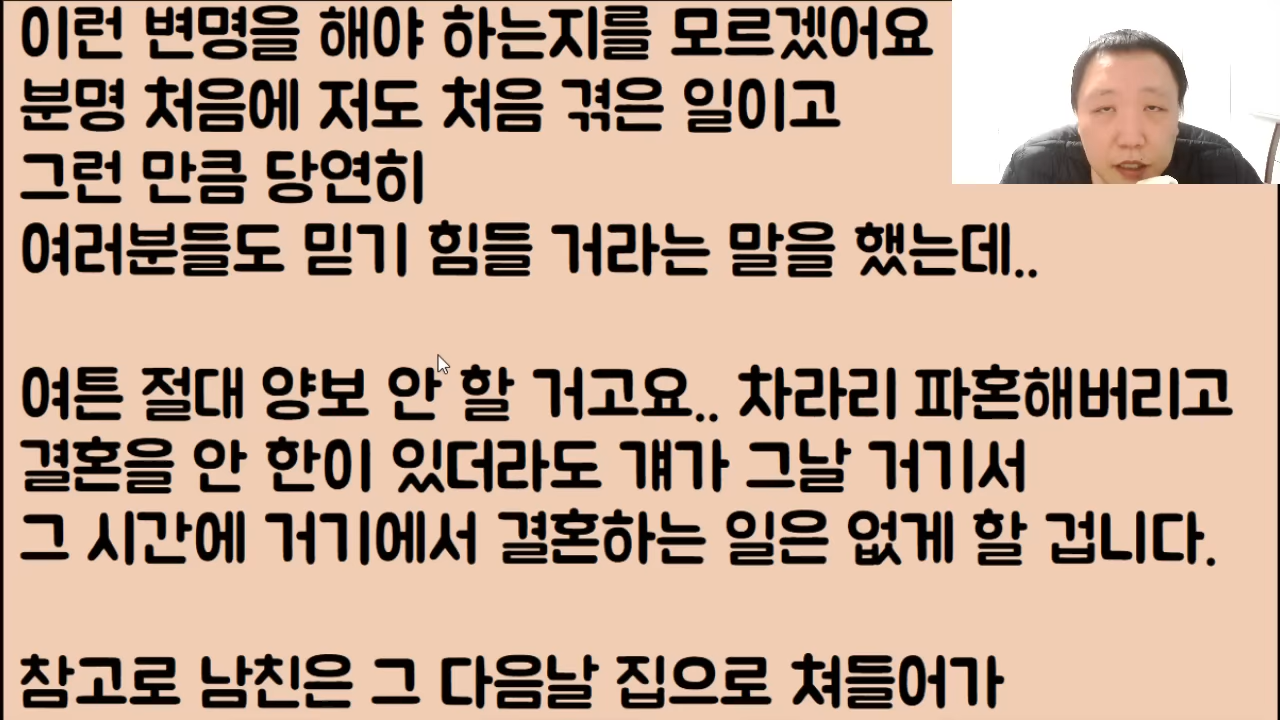 이런 변명을 해야 하는지를 모르겠어요
분명 처음에 저도 처음 겪은 일이고
그런 만큼 당연히
여러분들도 믿기 힘들 거라는 말을 했는데..
여튼 절대 양보 안 할 거고요.. 차라리 파혼해버리고
결혼을 안 한이 있더라도 걔가 그날 거기서
그 시간에 거기에서 결혼하는 일은 없게 할 겁니다.
참고로 남친은 그 다음날 집으로 쳐들어가